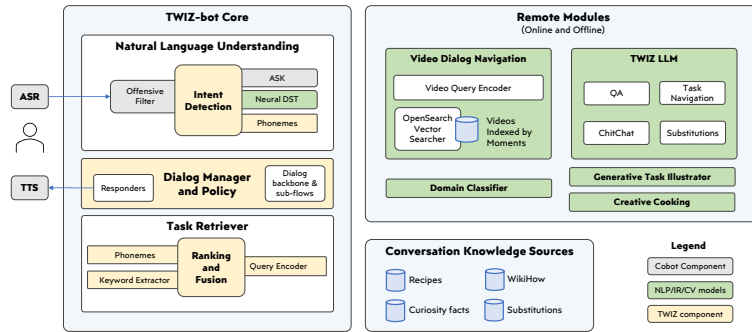 TWIZ-bot Core
Natural Language Understanding
ASR
Offensive
Filter
Intent
Detection
ASK
Neural DST
Phonemes
TTS
Dialog Manager
and Policy
Responders
Dialog
backbone &
sub-flows
Task Retriever
Phonemes
Keyword Extractor
Ranking
and
Fusion
Query Encoder
Remote Modules
(Online and Offline)
Video Dialog Navigation
Video Query Encoder
OpenSearch
Vector
Searcher
Videos
Indexed by
Moments
TWIZ LLM
QA
Task
Navigation
ChitChat
Substitutions
Domain Classifier
Generative Task Illustrator
Creative Cooking
Conversation Knowledge Sources
Recipes
WikiHow
Curiosity facts
Substitutions
Legend
Cobot Component
NLP/IR/CV models
TWIZ component